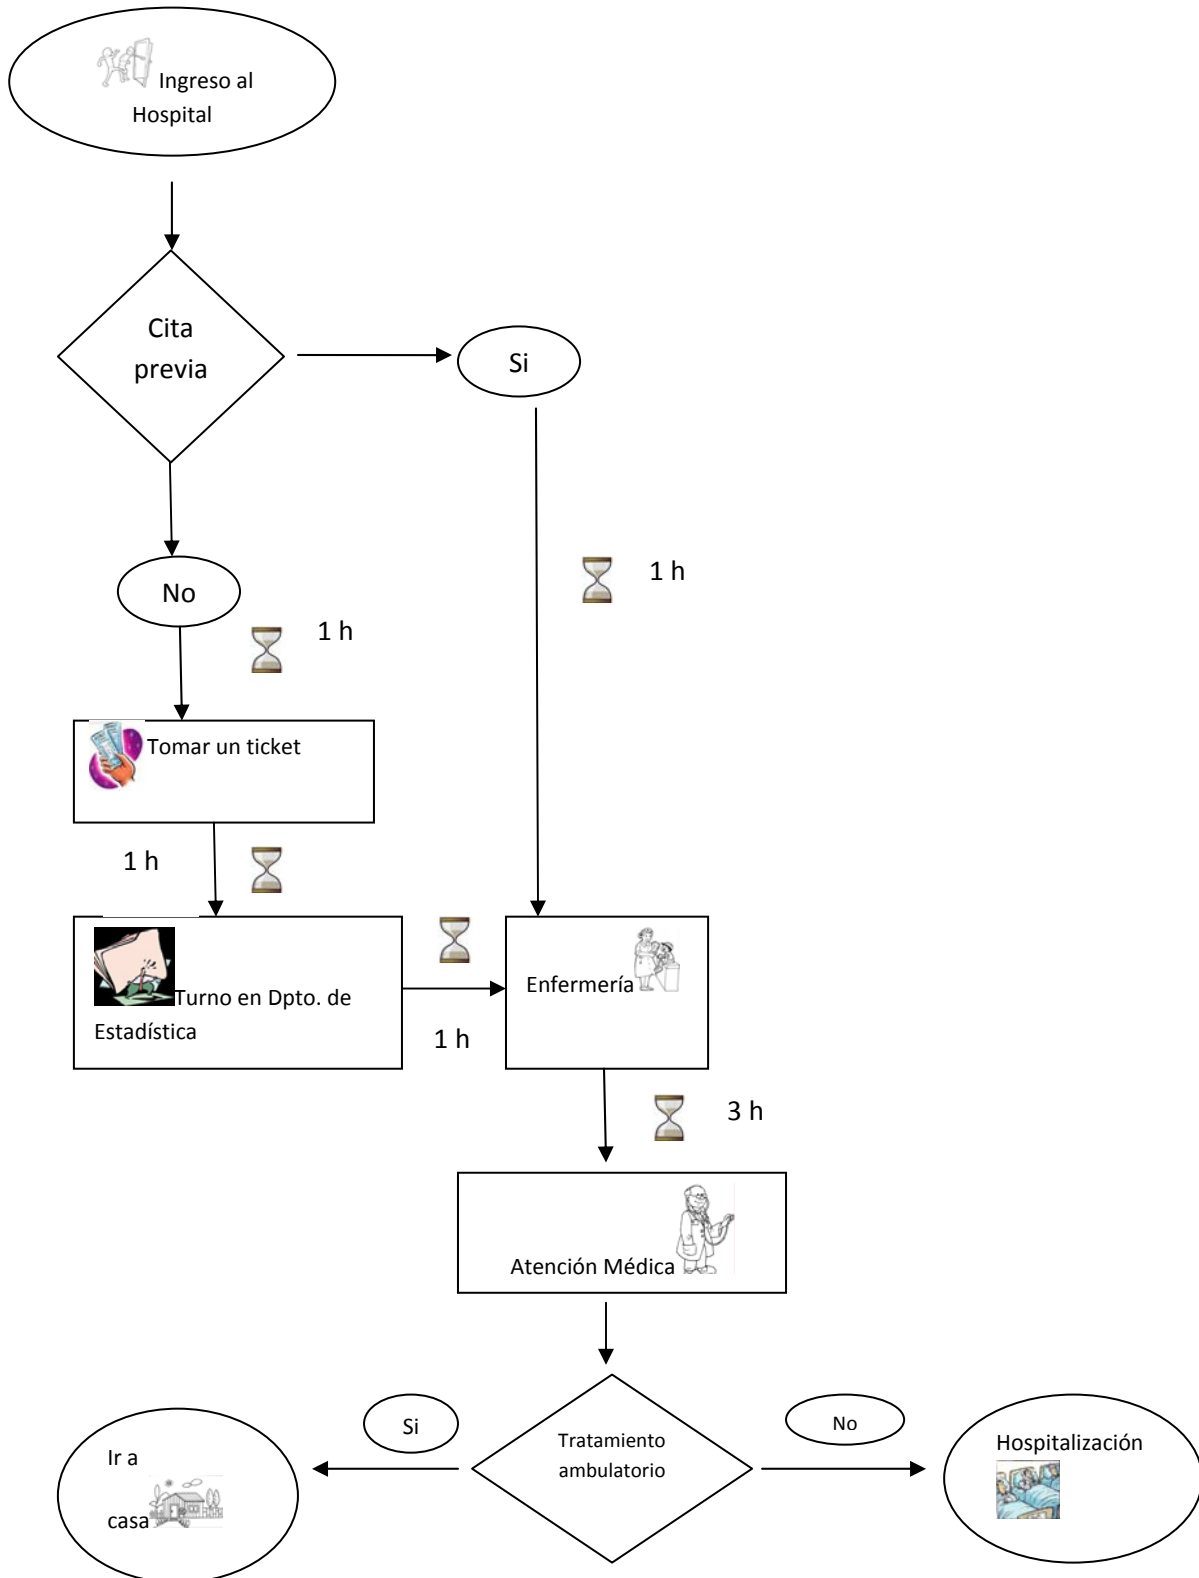 Ingreso al
Hospital
Cita
previa
Si
1 h
No
1 h
Tomar un ticket
1 h
Turno en Dpto. de
Estadística
1 h
Enfermería
3 h
Atención Médica
Si
Tratamiento
ambulatorio
No
Ir a
casa
Hospitalización